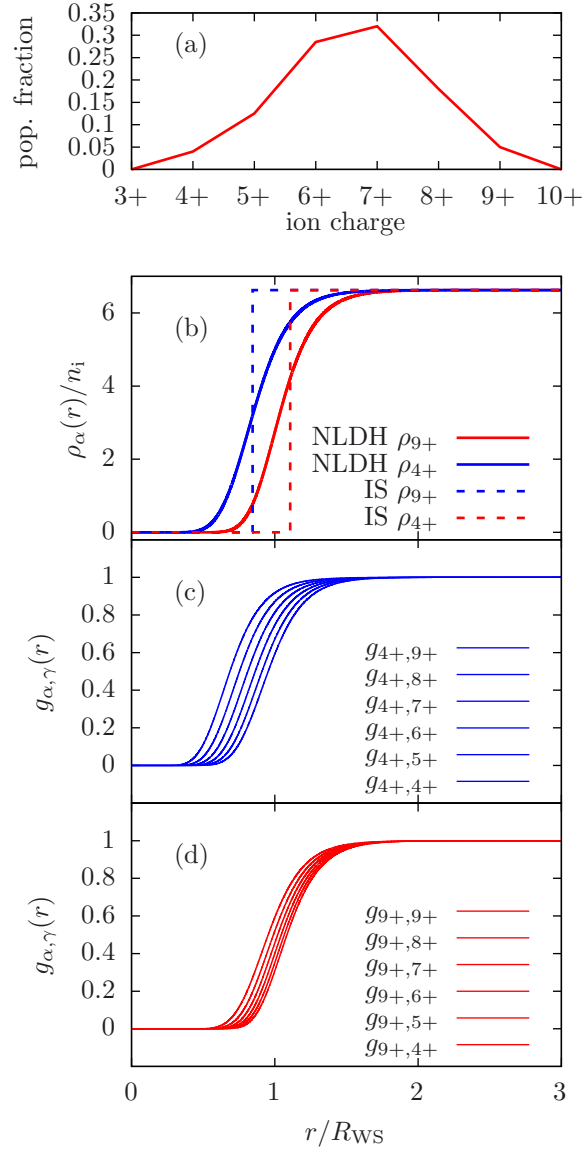 0.35
0.3
0.25
0.2
0.15
0.1
0.05
0
pop. fraction
(a)
3+ 4+ 5+ 6+ 7+ 8+ 9+ 10+
ion charge
6
4
2
0
ρα(r)/ni
(b)
NLDH ρ9+
NLDH ρ4+
IS ρ9+
IS ρ4+
1
0.8
0.6
0.4
0.2
0
gα,γ(r)
(c)
g4+,9+
g4+,8+
g4+,7+
g4+,6+
g4+,5+
g4+,4+
1
0.8
0.6
0.4
0.2
0
gα,γ(r)
(d)
g9+,9+
g9+,8+
g9+,7+
g9+,6+
g9+,5+
g9+,4+
0 1 2 3
r/RWS